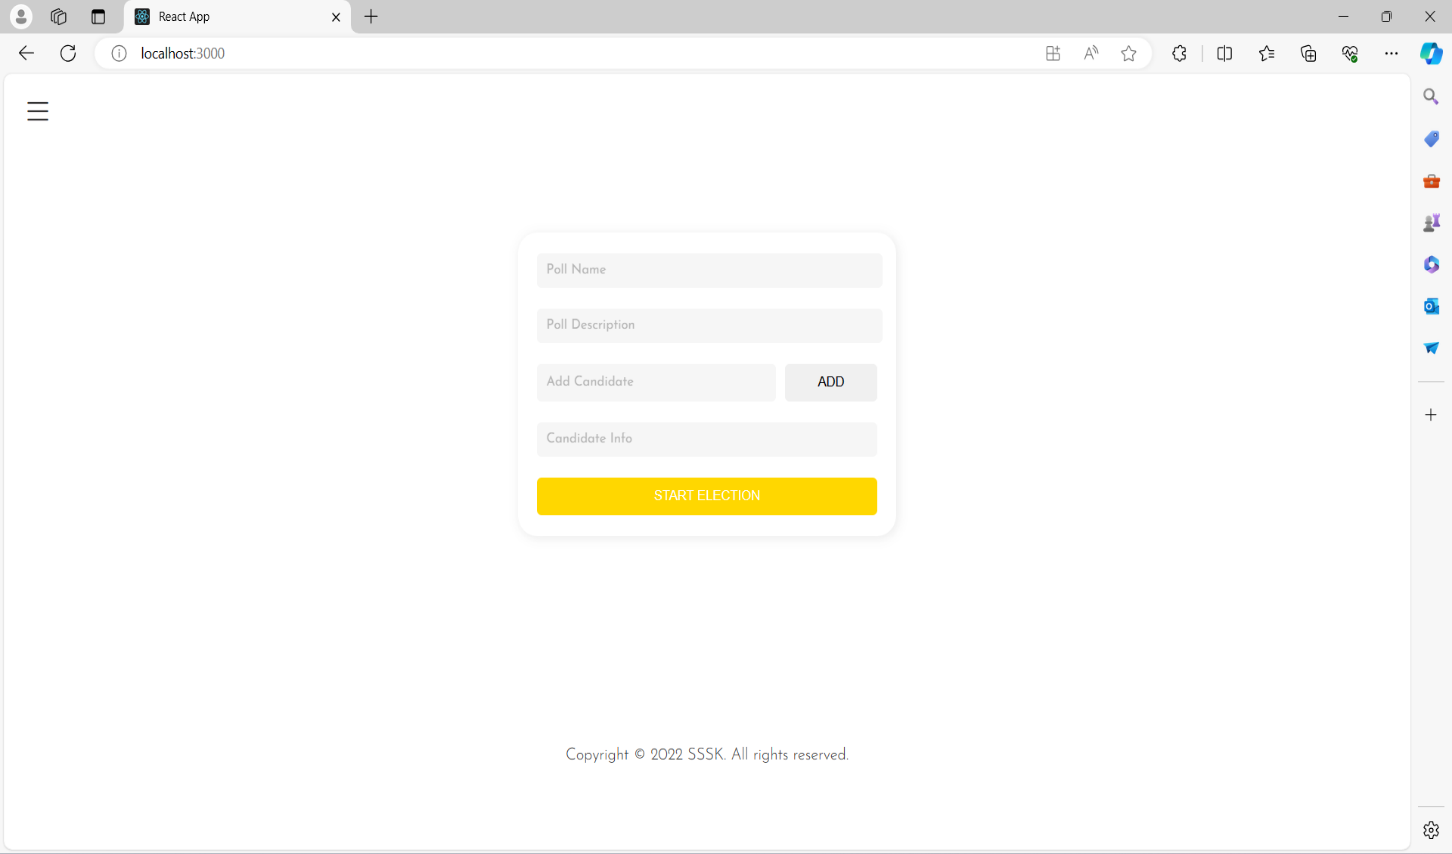 React App
localhost:3000
Poll Name
Poll Description
Add Candidate ADD
Candidate Info
START ELECTION
Copyright © 2022 SSSK. All rights reserved.